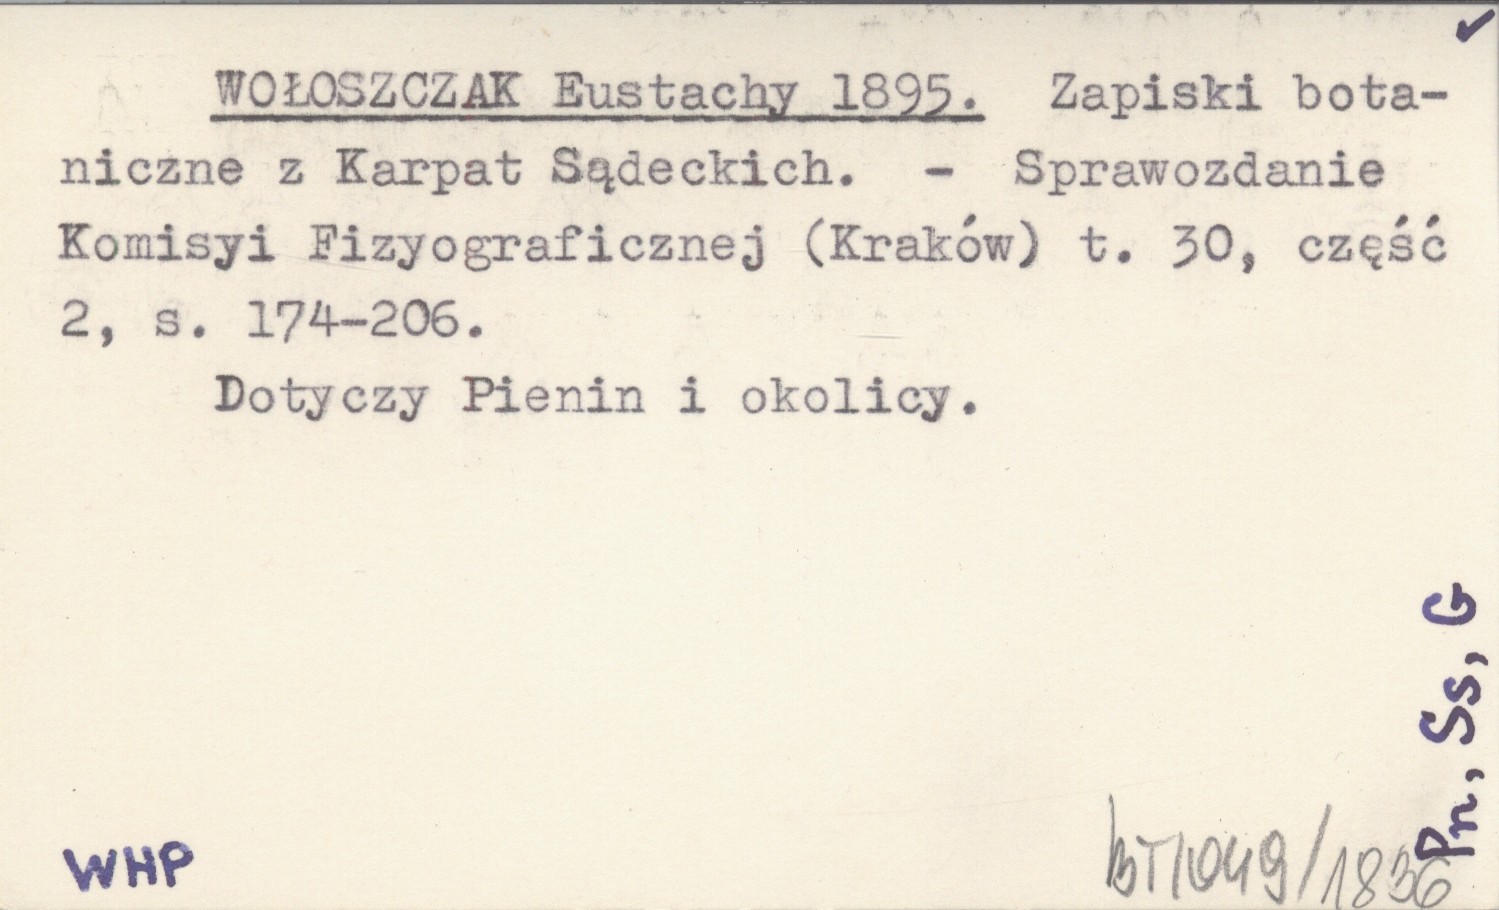 WOŁOSZCZAK Eustachy 1895. Zapiski bota-
niczne z Karpat Sądeckich. - Sprawozdanie
Komisyi Fizyograficznej (Kraków) t. 30, część
2, s. 174-206.
Dotyczy Pienin i okolicy.
Pn, Ss, G
WHP
/1836